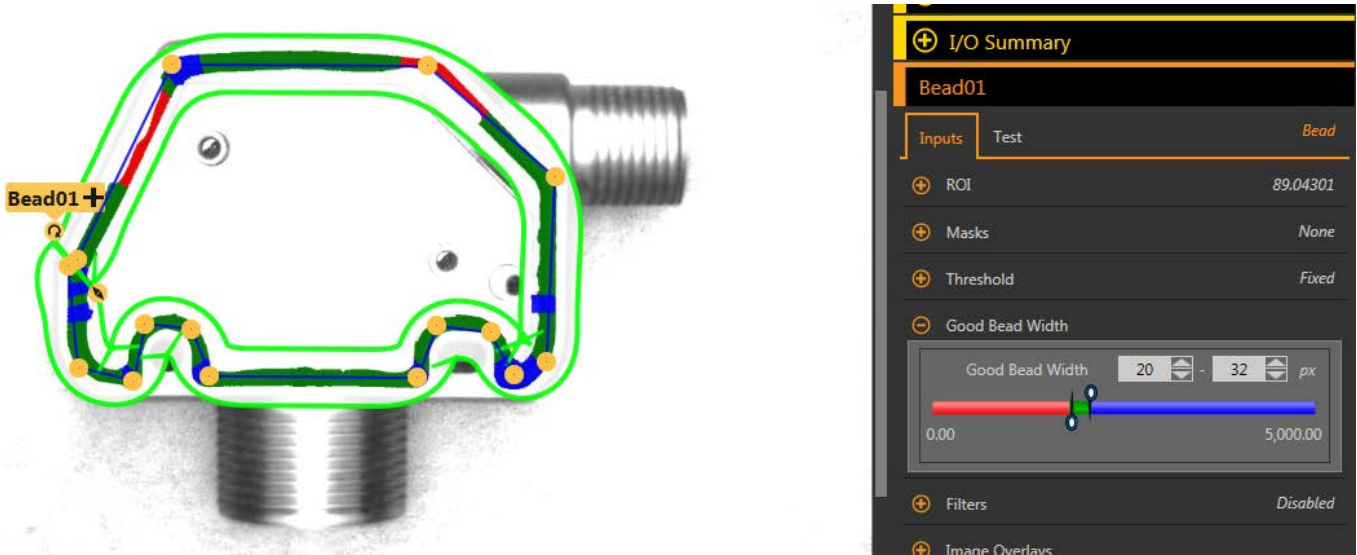 Bead01
I/O Summary
Bead01
Inputs Test Bead
ROI 89.04301
Masks None
Threshold Fixed
Good Bead Width
Good Bead Width 20 - 32 px
0.00 5,000.00
Filters Disabled
Image Overlays